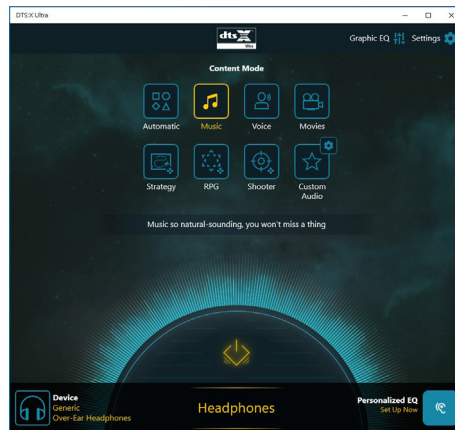 DTS:X Ultra
dts X
Ultra
Graphic EQ
Settings
Content Mode
Automatic
Music
Voice
Movies
Strategy
RPG
Shooter
Custom
Audio
Music so natural-sounding, you won't miss a thing
Device
Generic
Over-Ear Headphones
Headphones
Personalized EQ
Set Up Now